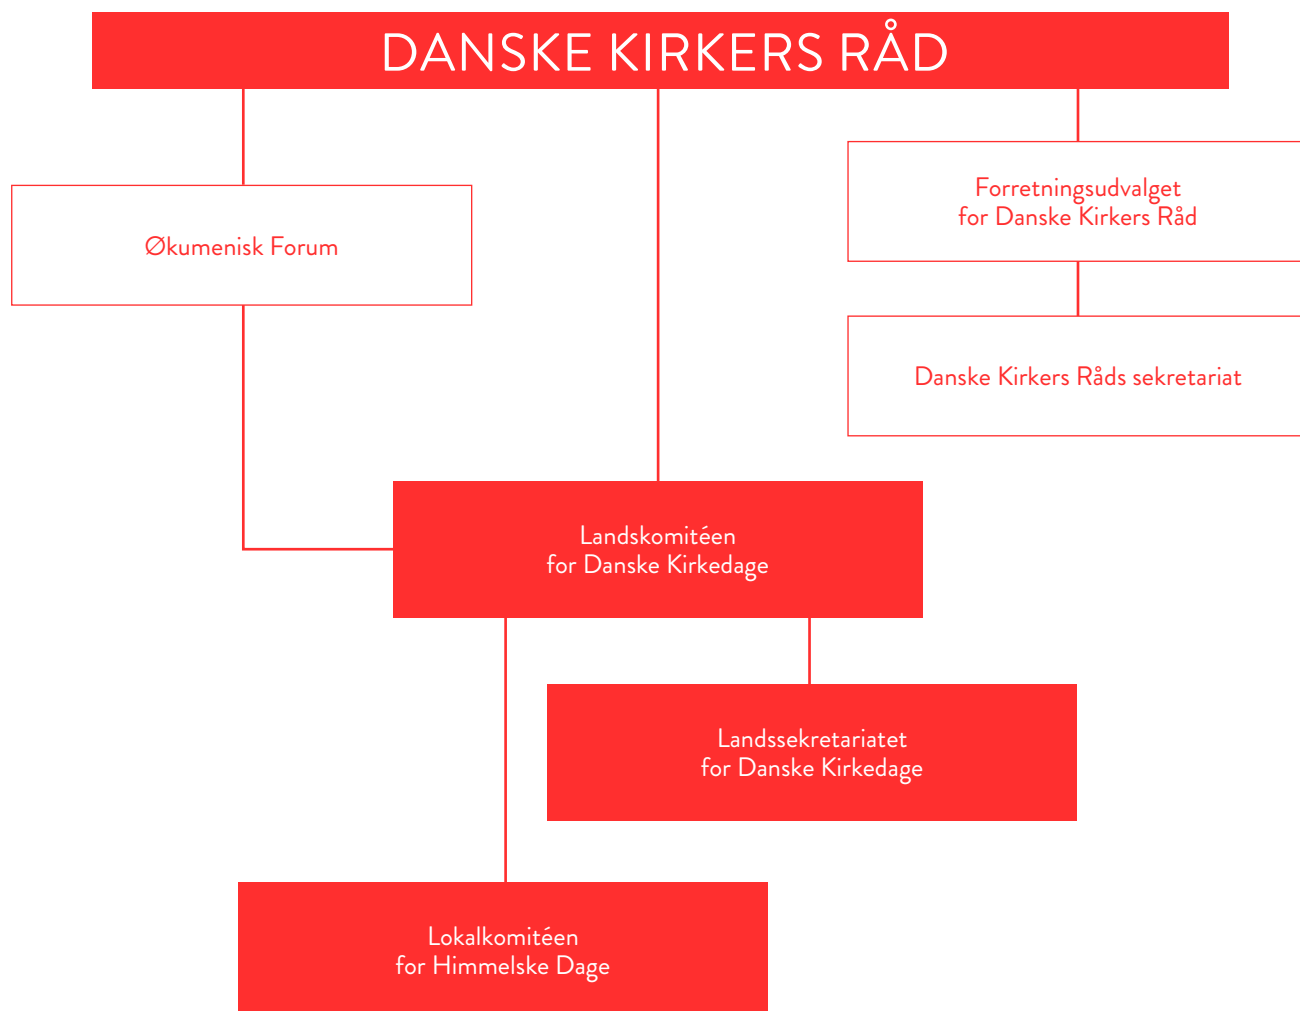 DANSKE KIRKERS RÅD
Økumenisk Forum
Forretningsudvalget
for Danske Kirkers Råd
Danske Kirkers Råds sekretariat
Landskomitéen
for Danske Kirkedage
Landssekretariatet
for Danske Kirkedage
Lokalkomitéen
for Himmelske Dage